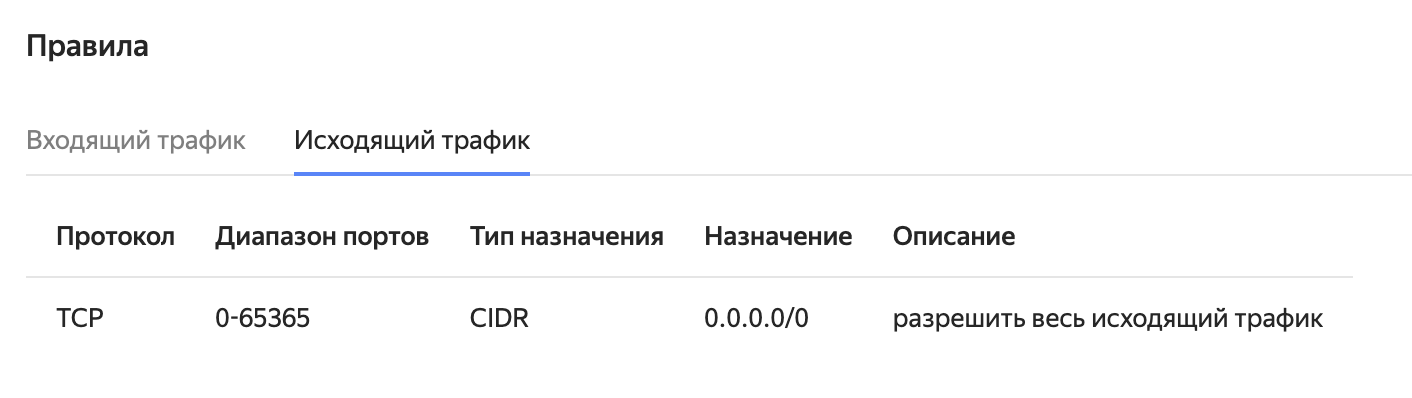 Правила
Входящий трафик Исходящий трафик
Протокол Диапазон портов Тип назначения Назначение Описание
TCP 0-65365 CIDR 0.0.0.0/0 разрешить весь исходящий трафик